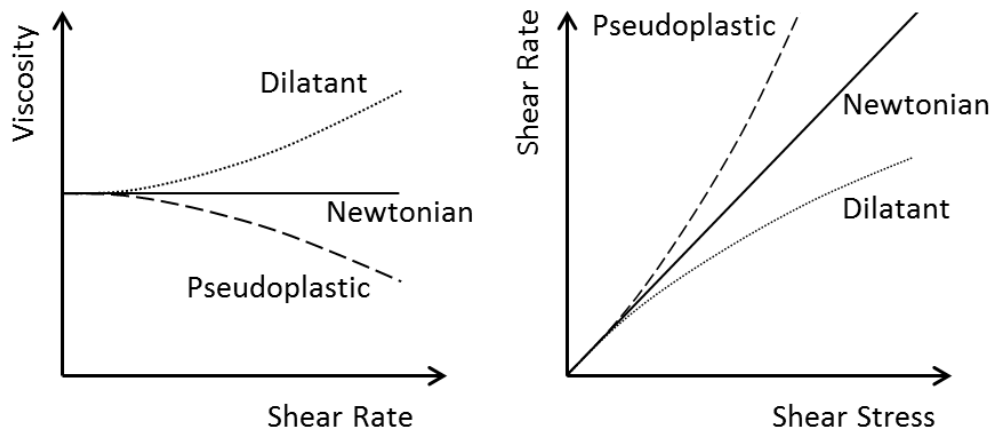 Viscosity
Dilatant
Newtonian
Pseudoplastic
Shear Rate
Shear Rate
Pseudoplastic
Newtonian
Dilatant
Shear Stress